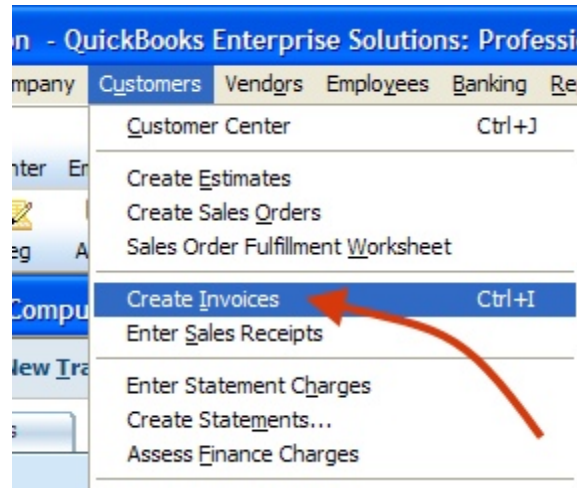 on - QuickBooks Enterprise Solutions: Professi
mpany Customers Vendors Employees Banking Re
Customer Center Ctrl+J
nter Em
Create Estimates
Create Sales Orders
eg A
Sales Order Fulfillment Worksheet
Compu
Create Invoices Ctrl+I
Enter Sales Receipts
New Tra
Enter Statement Charges
s
Create Statements...
Assess Finance Charges